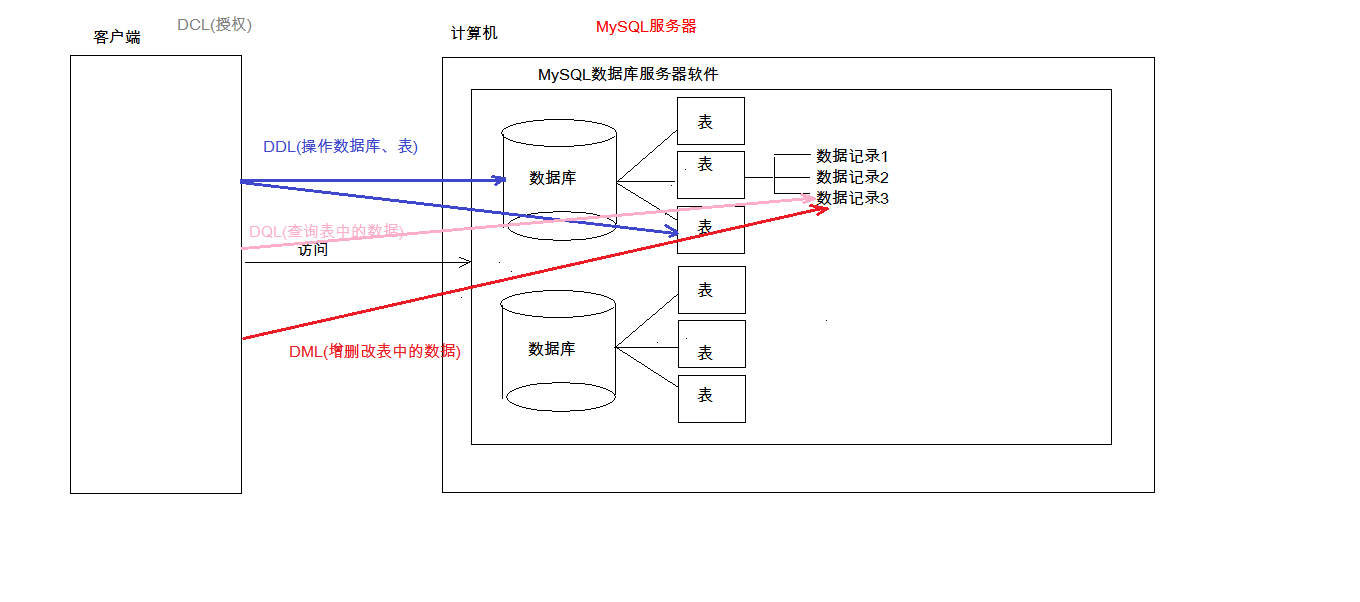 DCL(授权)
客户端
计算机
MySQL服务器
MySQL数据库服务器软件
表
DDL(操作数据库、表)
数据库
表
数据记录1
数据记录2
数据记录3
DQL(查询表中的数据)
表
访问
表
数据库
表
DML(增删改表中的数据)
表